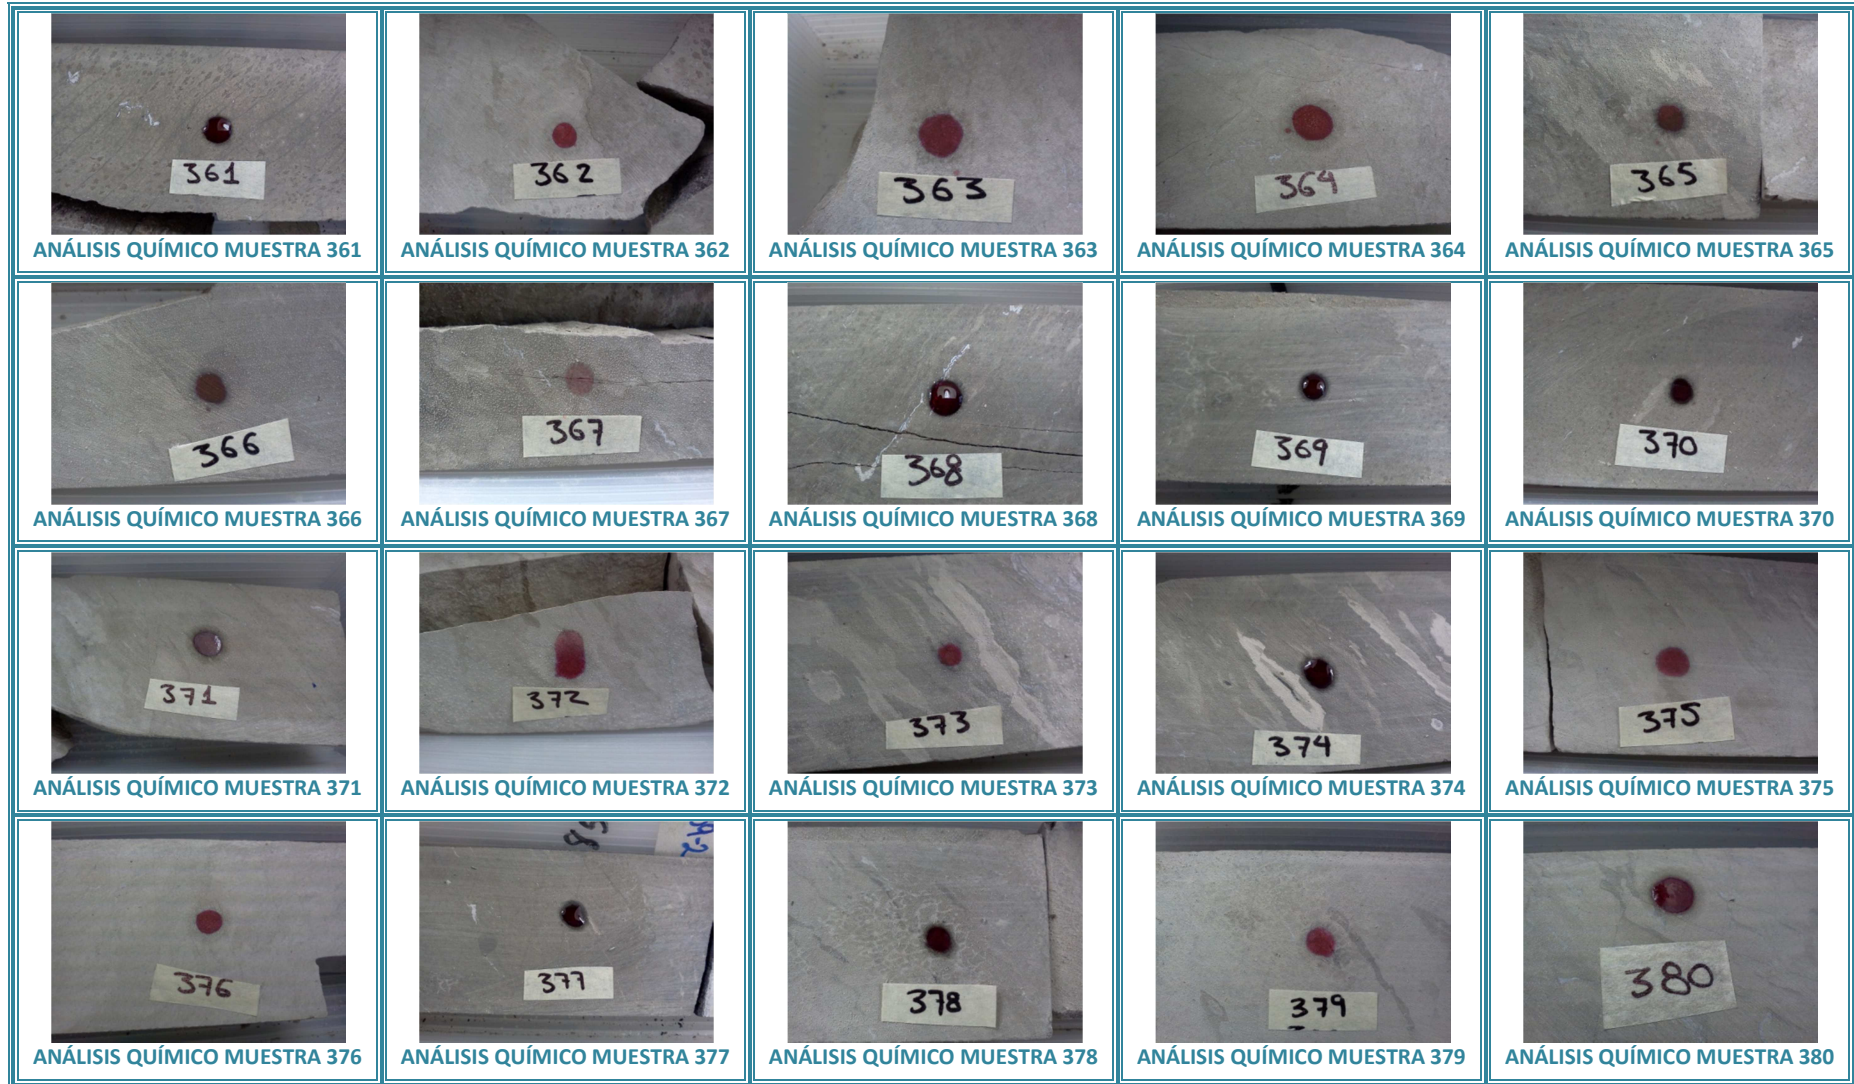 361
362
363
364
365
ANÁLISIS QUÍMICO MUESTRA 361
ANÁLISIS QUÍMICO MUESTRA 362
ANÁLISIS QUÍMICO MUESTRA 363
ANÁLISIS QUÍMICO MUESTRA 364
ANÁLISIS QUÍMICO MUESTRA 365
366
367
368
369
370
ANÁLISIS QUÍMICO MUESTRA 366
ANÁLISIS QUÍMICO MUESTRA 367
ANÁLISIS QUÍMICO MUESTRA 368
ANÁLISIS QUÍMICO MUESTRA 369
ANÁLISIS QUÍMICO MUESTRA 370
371
372
373
374
375
ANÁLISIS QUÍMICO MUESTRA 371
ANÁLISIS QUÍMICO MUESTRA 372
ANÁLISIS QUÍMICO MUESTRA 373
ANÁLISIS QUÍMICO MUESTRA 374
ANÁLISIS QUÍMICO MUESTRA 375
376
377
378
379
380
ANÁLISIS QUÍMICO MUESTRA 376
ANÁLISIS QUÍMICO MUESTRA 377
ANÁLISIS QUÍMICO MUESTRA 378
ANÁLISIS QUÍMICO MUESTRA 379
ANÁLISIS QUÍMICO MUESTRA 380